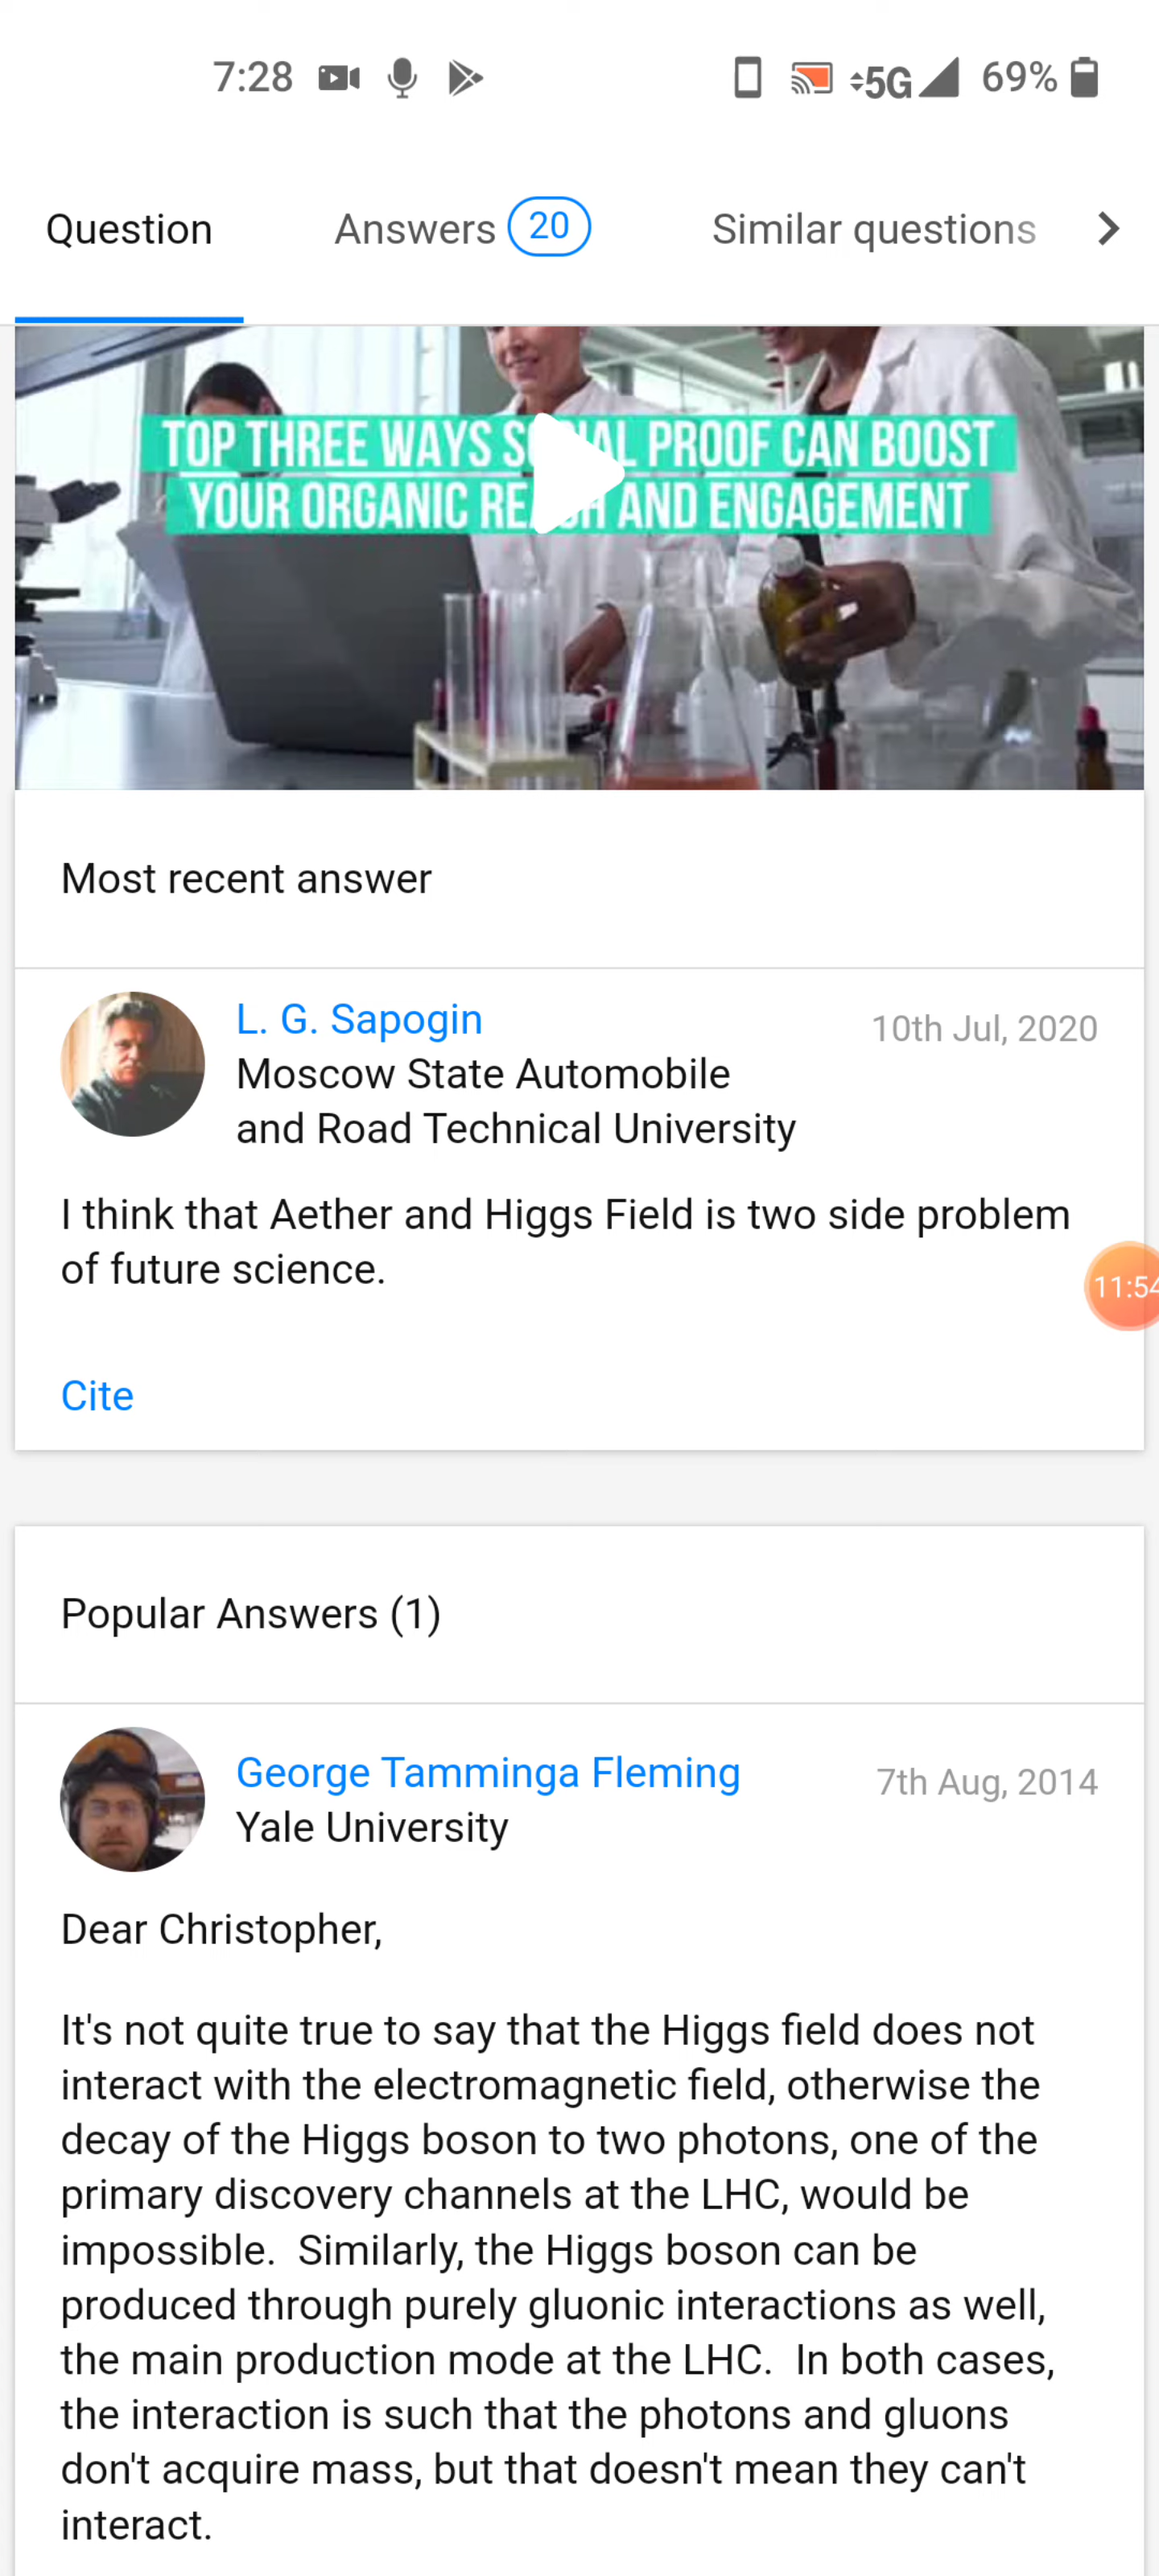 7:28
5G 69%
Question Answers 20 Similar questions
TOP THREE WAYS SOCIAL PROOF CAN BOOST
YOUR ORGANIC REACH AND ENGAGEMENT
Most recent answer
L. G. Sapogin 10th Jul, 2020
Moscow State Automobile
and Road Technical University
I think that Aether and Higgs Field is two side problem
of future science.
11:54
Cite
Popular Answers (1)
George Tamminga Fleming 7th Aug, 2014
Yale University
Dear Christopher,
It's not quite true to say that the Higgs field does not
interact with the electromagnetic field, otherwise the
decay of the Higgs boson to two photons, one of the
primary discovery channels at the LHC, would be
impossible.  Similarly, the Higgs boson can be
produced through purely gluonic interactions as well,
the main production mode at the LHC.  In both cases,
the interaction is such that the photons and gluons
don't acquire mass, but that doesn't mean they can't
interact.